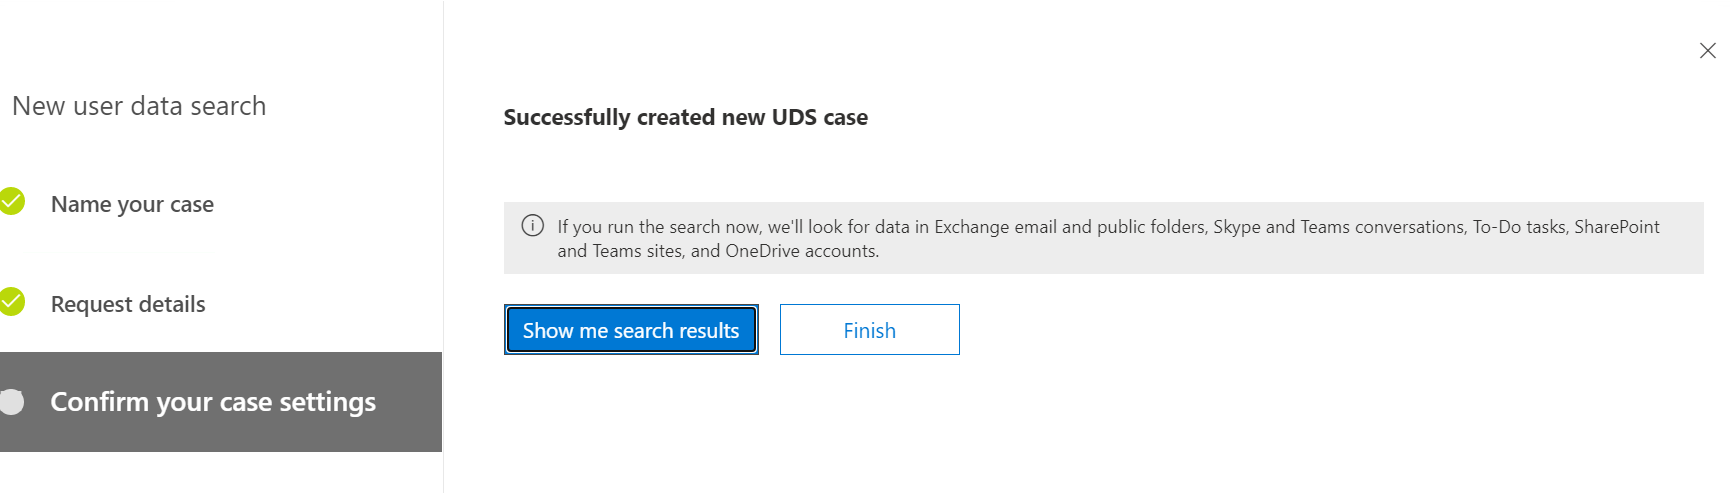 New user data search
Name your case
Request details
Confirm your case settings
Successfully created new UDS case
If you run the search now, we'll look for data in Exchange email and public folders, Skype and Teams conversations, To-Do tasks, SharePoint
and Teams sites, and OneDrive accounts.
Show me search results
Finish